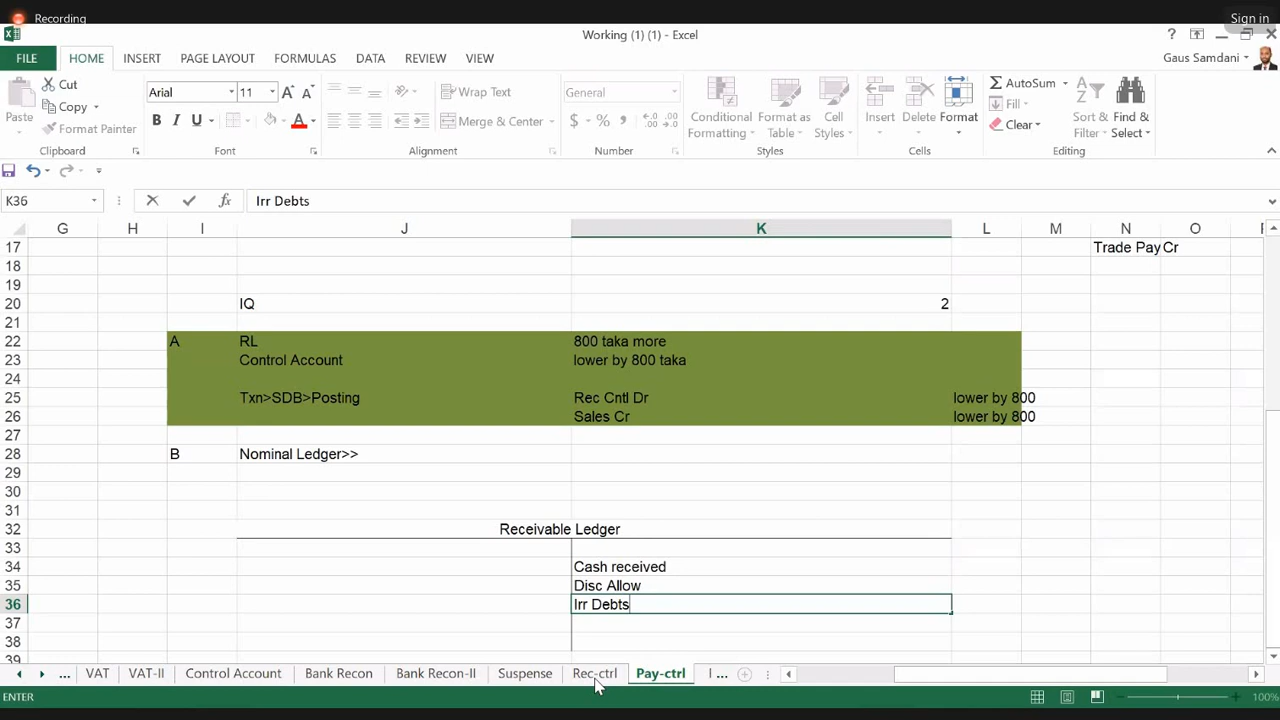 Recording
Sign in
Working (1) (1) - Excel
FILE HOME INSERT PAGE LAYOUT FORMULAS DATA REVIEW VIEW
Gaus Samdani
Cut
Copy
Format Painter
Paste
Arial 11
B I U A
Wrap Text
Merge & Center
General
$ %
Conditional Formatting
Format as Table
Cell Styles
Insert
Delete
Format
AutoSum
Fill
Clear
Sort & Filter
Find & Select
Clipboard Font Alignment Number Styles Cells Editing
K36 fx Irr Debts
G H I J K L M N O
17 Trade Pay Cr
18
19
20 IQ 2
21
22 A RL 800 taka more
23 Control Account lower by 800 taka
24
25 Txn>SDB>Posting Rec Cntl Dr lower by 800
26 Sales Cr lower by 800
27
28 B Nominal Ledger>>
29
30
31
32 Receivable Ledger
33
34 Cash received
35 Disc Allow
36 Irr Debts
37
38
39
... VAT VAT-II Control Account Bank Recon Bank Recon-II Suspense Rec-ctrl Pay-ctrl I ...
ENTER 100%